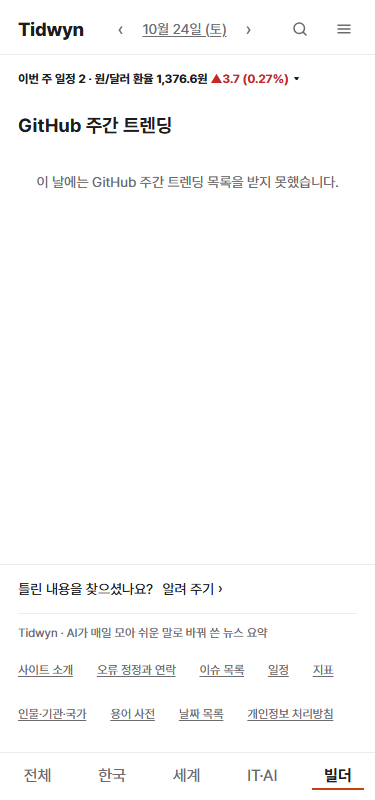 Tidwyn ‹ 10월 24일 (토) ›
이번 주 일정 2 · 원/달러 환율 1,376.6원 ▲3.7 (0.27%)
GitHub 주간 트렌딩
이 날에는 GitHub 주간 트렌딩 목록을 받지 못했습니다.
틀린 내용을 찾으셨나요? 알려 주기 ›
Tidwyn · AI가 매일 모아 쉬운 말로 바꿔 쓴 뉴스 요약
사이트 소개 오류 정정과 연락 이슈 목록 일정 지표
인물·기관·국가 용어 사전 날짜 목록 개인정보 처리방침
전체 한국 세계 IT·AI 빌더